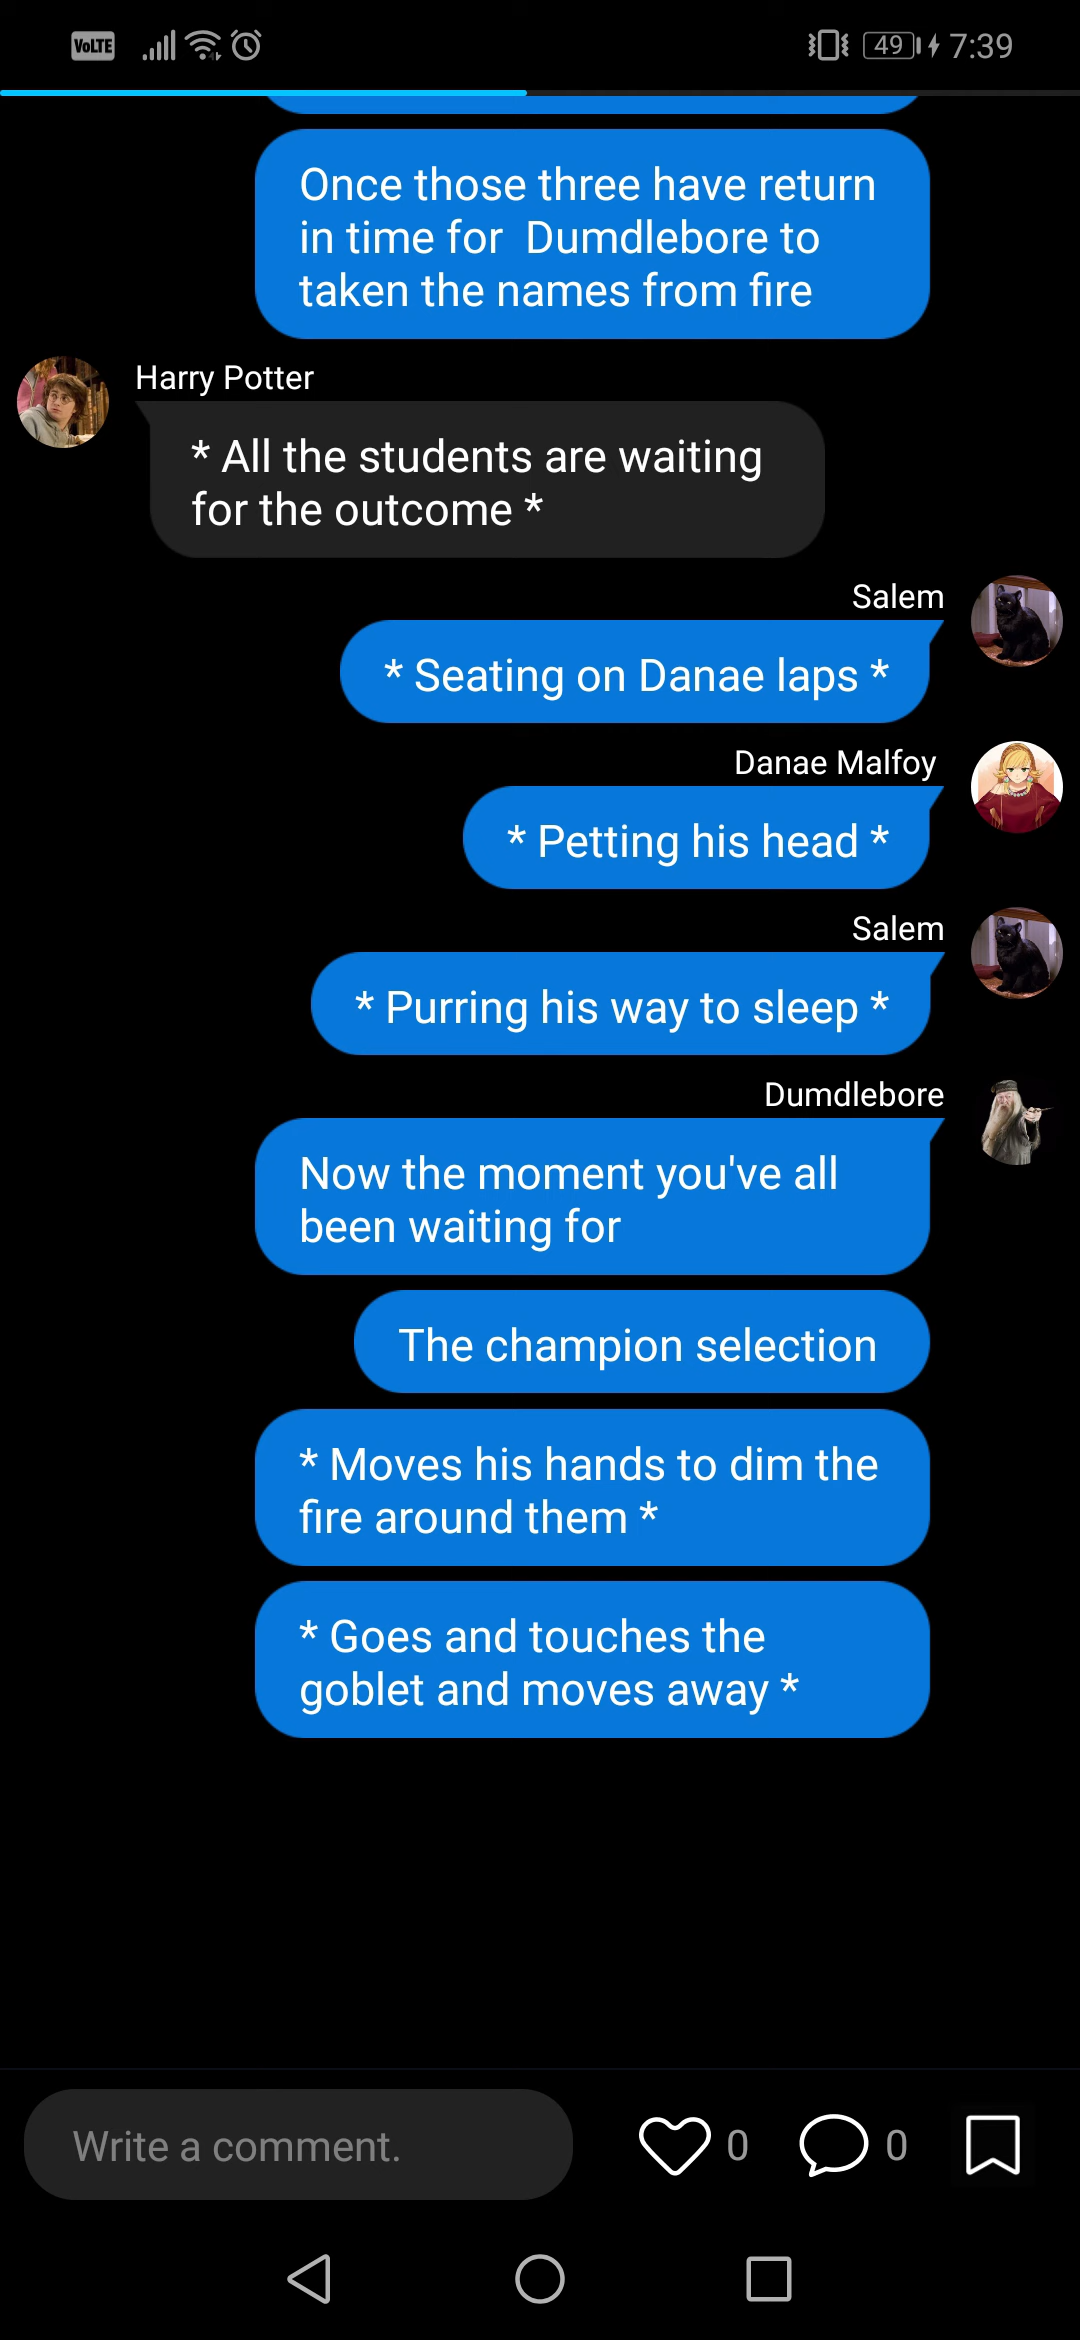 VoLTE 49 7:39
Once those three have return
in time for  Dumdlebore to
taken the names from fire
Harry Potter
* All the students are waiting
for the outcome *
Salem
* Seating on Danae laps *
Danae Malfoy
* Petting his head *
Salem
* Purring his way to sleep *
Dumdlebore
Now the moment you've all
been waiting for
The champion selection
* Moves his hands to dim the
fire around them *
* Goes and touches the
goblet and moves away *
Write a comment. 0 0